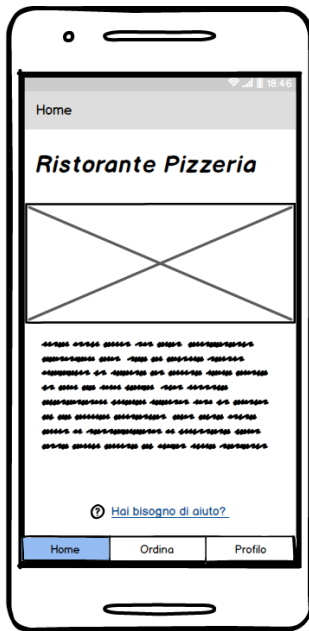 18:46
Home
Ristorante Pizzeria
? Hai bisogno di aiuto?
Home Ordina Profilo